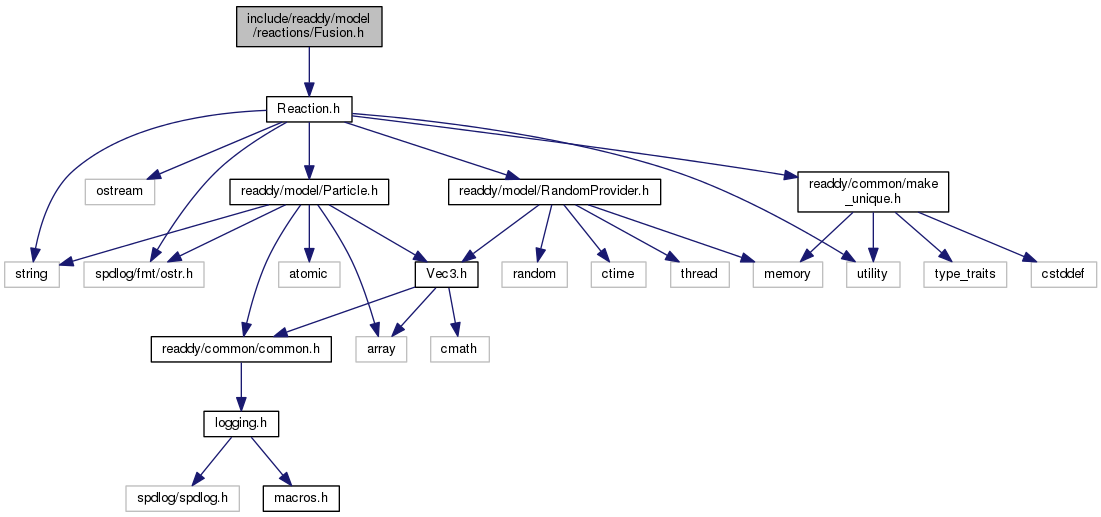 include/readdy/model
/reactions/Fusion.h
Reaction.h
ostream
readdy/model/Particle.h
readdy/model/RandomProvider.h
readdy/common/make
_unique.h
string
spdlog/fmt/ostr.h
atomic
Vec3.h
random
ctime
thread
memory
utility
type_traits
cstddef
readdy/common/common.h
array
cmath
logging.h
spdlog/spdlog.h
macros.h